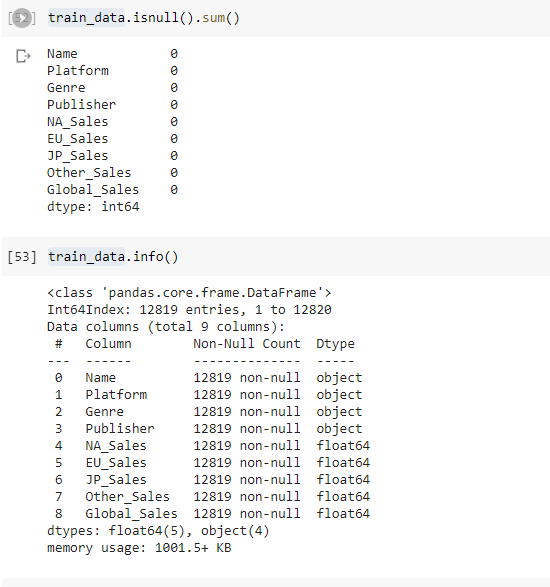 [52] train_data.isnull().sum()
Name 0
Platform 0
Genre 0
Publisher 0
NA_Sales 0
EU_Sales 0
JP_Sales 0
Other_Sales 0
Global_Sales 0
dtype: int64
[53] train_data.info()
<class 'pandas.core.frame.DataFrame'>
Int64Index: 12819 entries, 1 to 12820
Data columns (total 9 columns):
# Column Non-Null Count Dtype
--- ------ -------------- -----
0 Name 12819 non-null object
1 Platform 12819 non-null object
2 Genre 12819 non-null object
3 Publisher 12819 non-null object
4 NA_Sales 12819 non-null float64
5 EU_Sales 12819 non-null float64
6 JP_Sales 12819 non-null float64
7 Other_Sales 12819 non-null float64
8 Global_Sales 12819 non-null float64
dtypes: float64(5), object(4)
memory usage: 1001.5+ KB